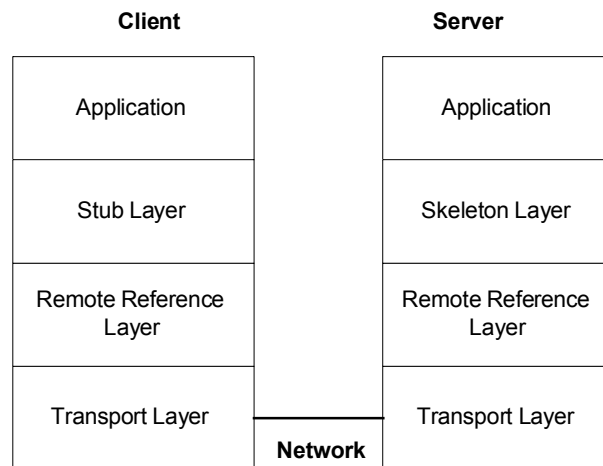 Client
Server
Application
Application
Stub Layer
Skeleton Layer
Remote Reference
Layer
Remote Reference
Layer
Transport Layer
Transport Layer
Network